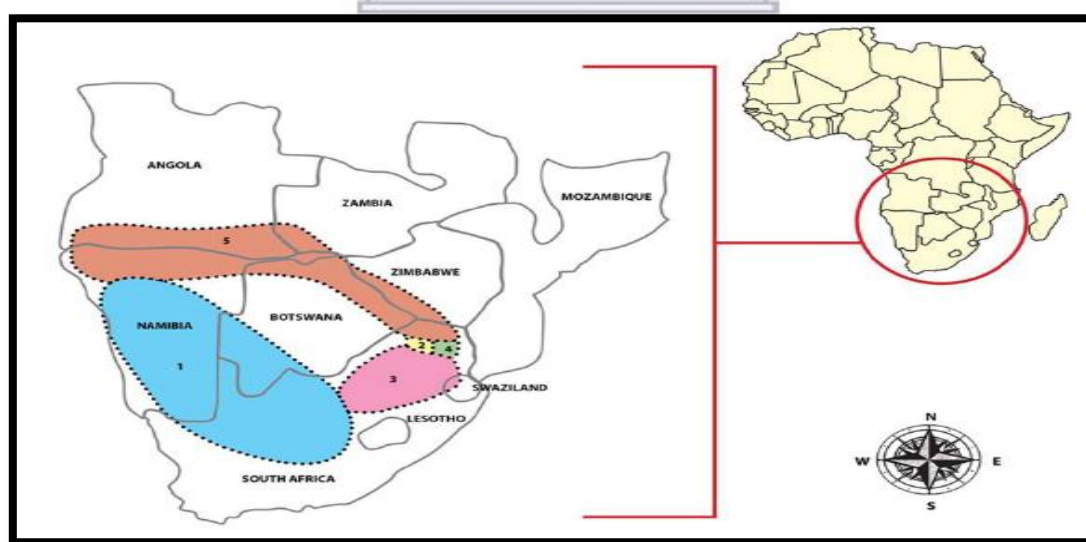 ANGOLA
ZAMBIA
MOZAMBIQUE
5
ZIMBABWE
NAMIBIA
BOTSWANA
2
4
1
3
SWAZILAND
LESOTHO
SOUTH AFRICA
N
W
E
S